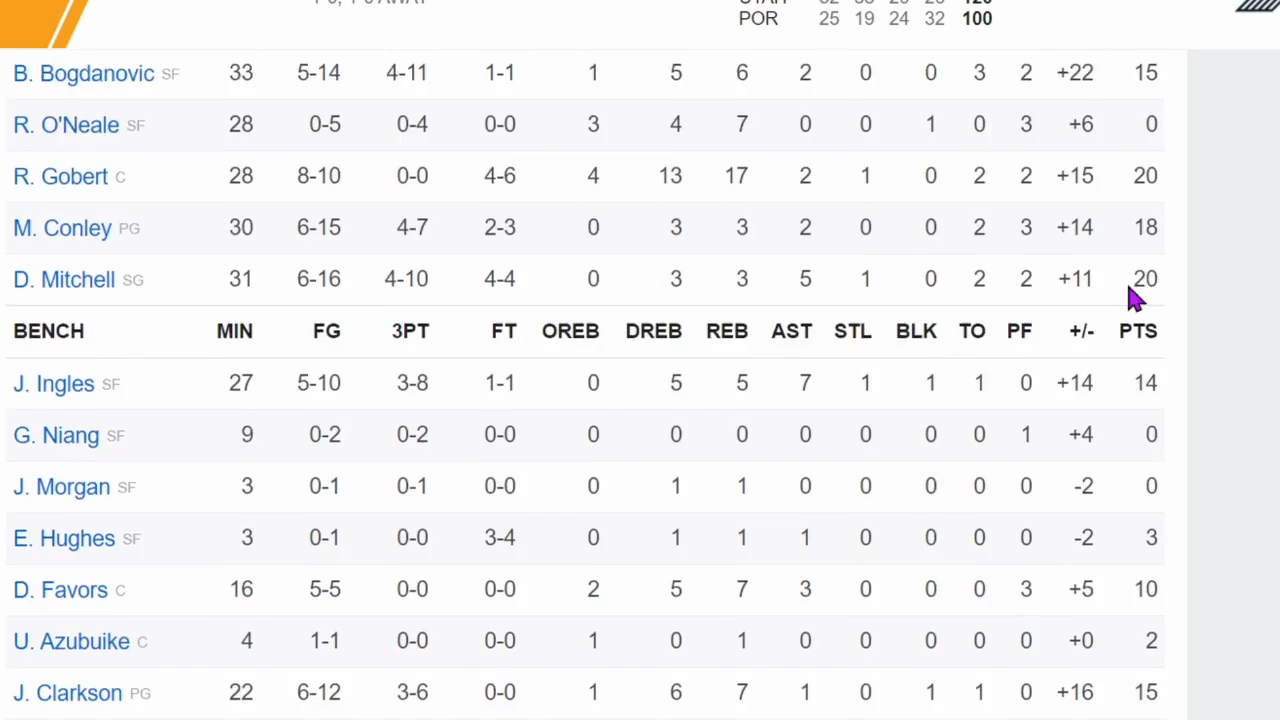 POR 25 19 24 32 100
B. Bogdanovic SF 33 5-14 4-11 1-1 1 5 6 2 0 0 3 2 +22 15
R. O'Neale SF 28 0-5 0-4 0-0 3 4 7 0 0 1 0 3 +6 0
R. Gobert C 28 8-10 0-0 4-6 4 13 17 2 1 0 2 2 +15 20
M. Conley PG 30 6-15 4-7 2-3 0 3 3 2 0 0 2 3 +14 18
D. Mitchell SG 31 6-16 4-10 4-4 0 3 3 5 1 0 2 2 +11 20
BENCH MIN FG 3PT FT OREB DREB REB AST STL BLK TO PF +/- PTS
J. Ingles SF 27 5-10 3-8 1-1 0 5 5 7 1 1 1 0 +14 14
G. Niang SF 9 0-2 0-2 0-0 0 0 0 0 0 0 0 1 +4 0
J. Morgan SF 3 0-1 0-1 0-0 0 1 1 0 0 0 0 0 -2 0
E. Hughes SF 3 0-1 0-0 3-4 0 1 1 1 0 0 0 0 -2 3
D. Favors C 16 5-5 0-0 0-0 2 5 7 3 0 0 0 3 +5 10
U. Azubuike C 4 1-1 0-0 0-0 1 0 1 0 0 0 0 0 +0 2
J. Clarkson PG 22 6-12 3-6 0-0 1 6 7 1 0 1 1 0 +16 15